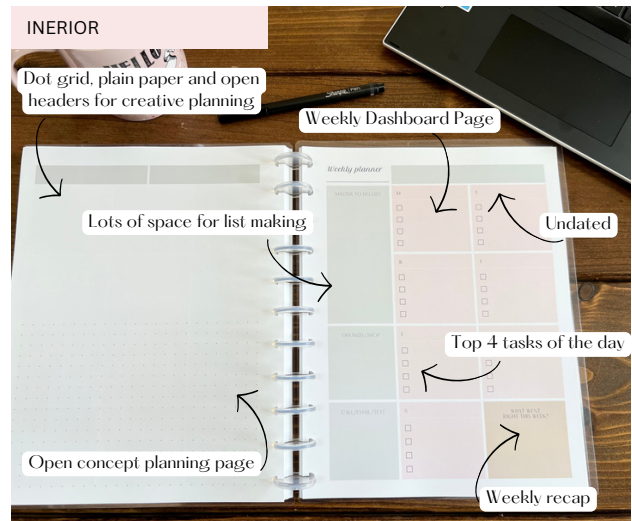 INERIOR
HELLO
Dot grid, plain paper and open
headers for creative planning
Sharpie
Weekly Dashboard Page
Weekly planner
Lots of space for list making
Undated
M
T
W
T
F
Top 4 tasks of the day
S
WHAT WENT
RIGHT THIS WEEK?
Open concept planning page
Weekly recap